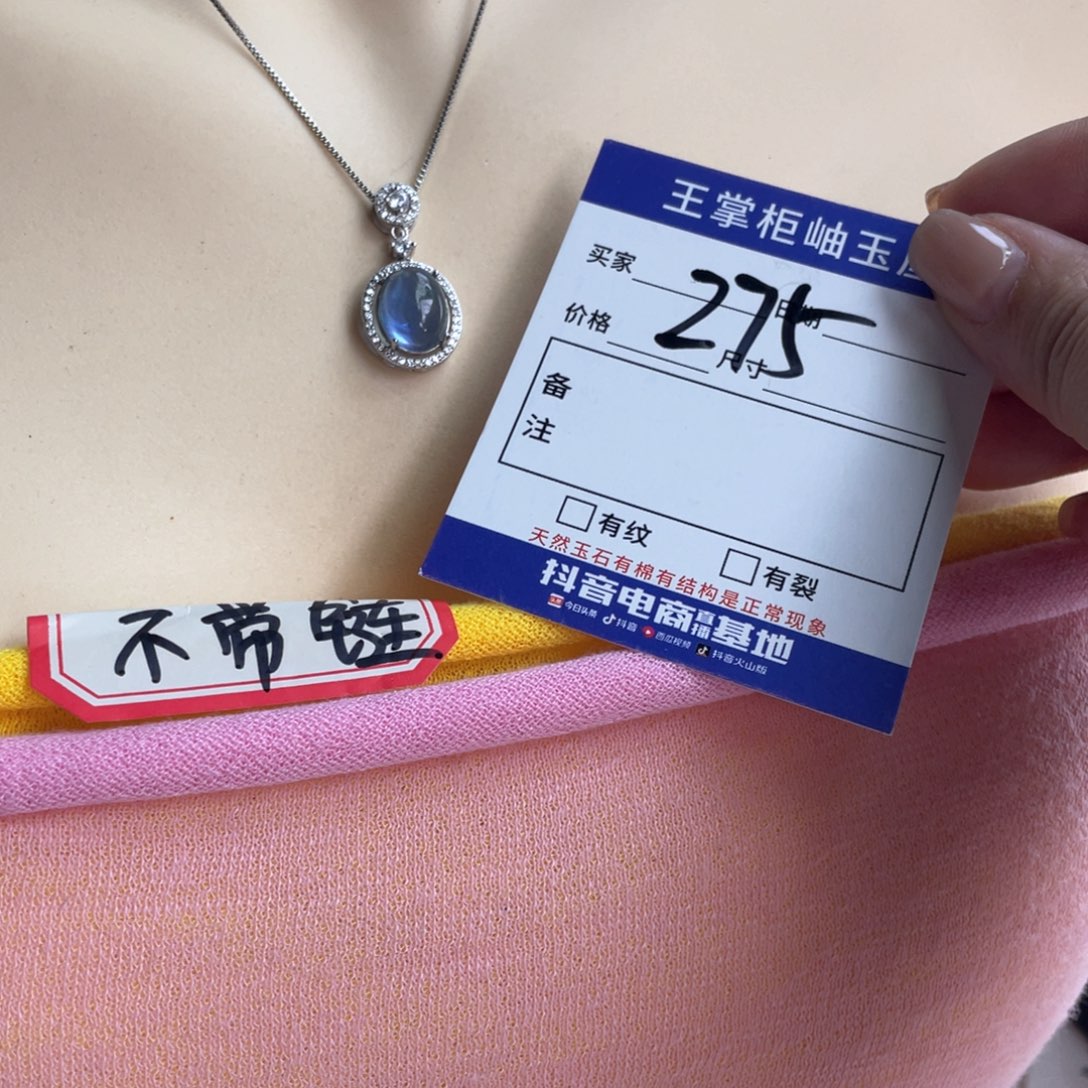 王掌柜岫玉
买家
日期
275
价格
尺寸
备
注
有纹
有裂
天然玉石有棉有结构是正常现象
抖音电商直播基地
今日头条 抖音 西瓜视频 抖音火山版
不带链